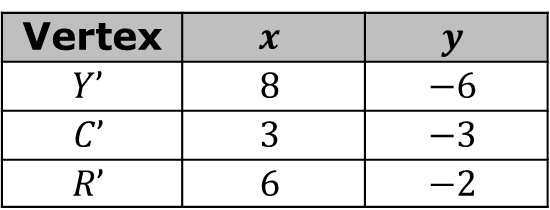 Vertex x y
Y’ 8 −6
C’ 3 −3
R’ 6 −2